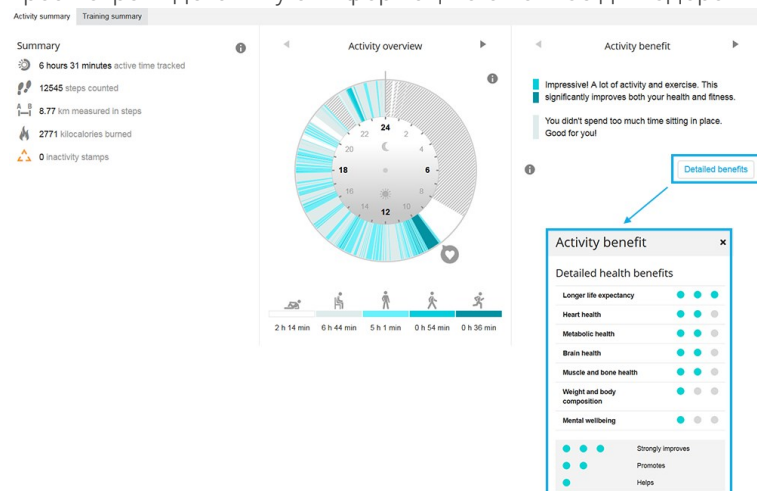 Activity summary
Training summary
Summary
6 hours 31 minutes active time tracked
12545 steps counted
A B
8.77 km measured in steps
2771 kilocalories burned
0 inactivity stamps
Activity overview
24
22
2
20
4
18
6
16
8
14
10
12
2 h 14 min
6 h 44 min
5 h 1 min
0 h 54 min
0 h 36 min
Activity benefit
Impressive! A lot of activity and exercise. This
significantly improves both your health and fitness.
You didn't spend too much time sitting in place.
Good for you!
Detailed benefits
Activity benefit
×
Detailed health benefits
Longer life expectancy
Heart health
Metabolic health
Brain health
Muscle and bone health
Weight and body
composition
Mental wellbeing
Strongly improves
Promotes
Helps